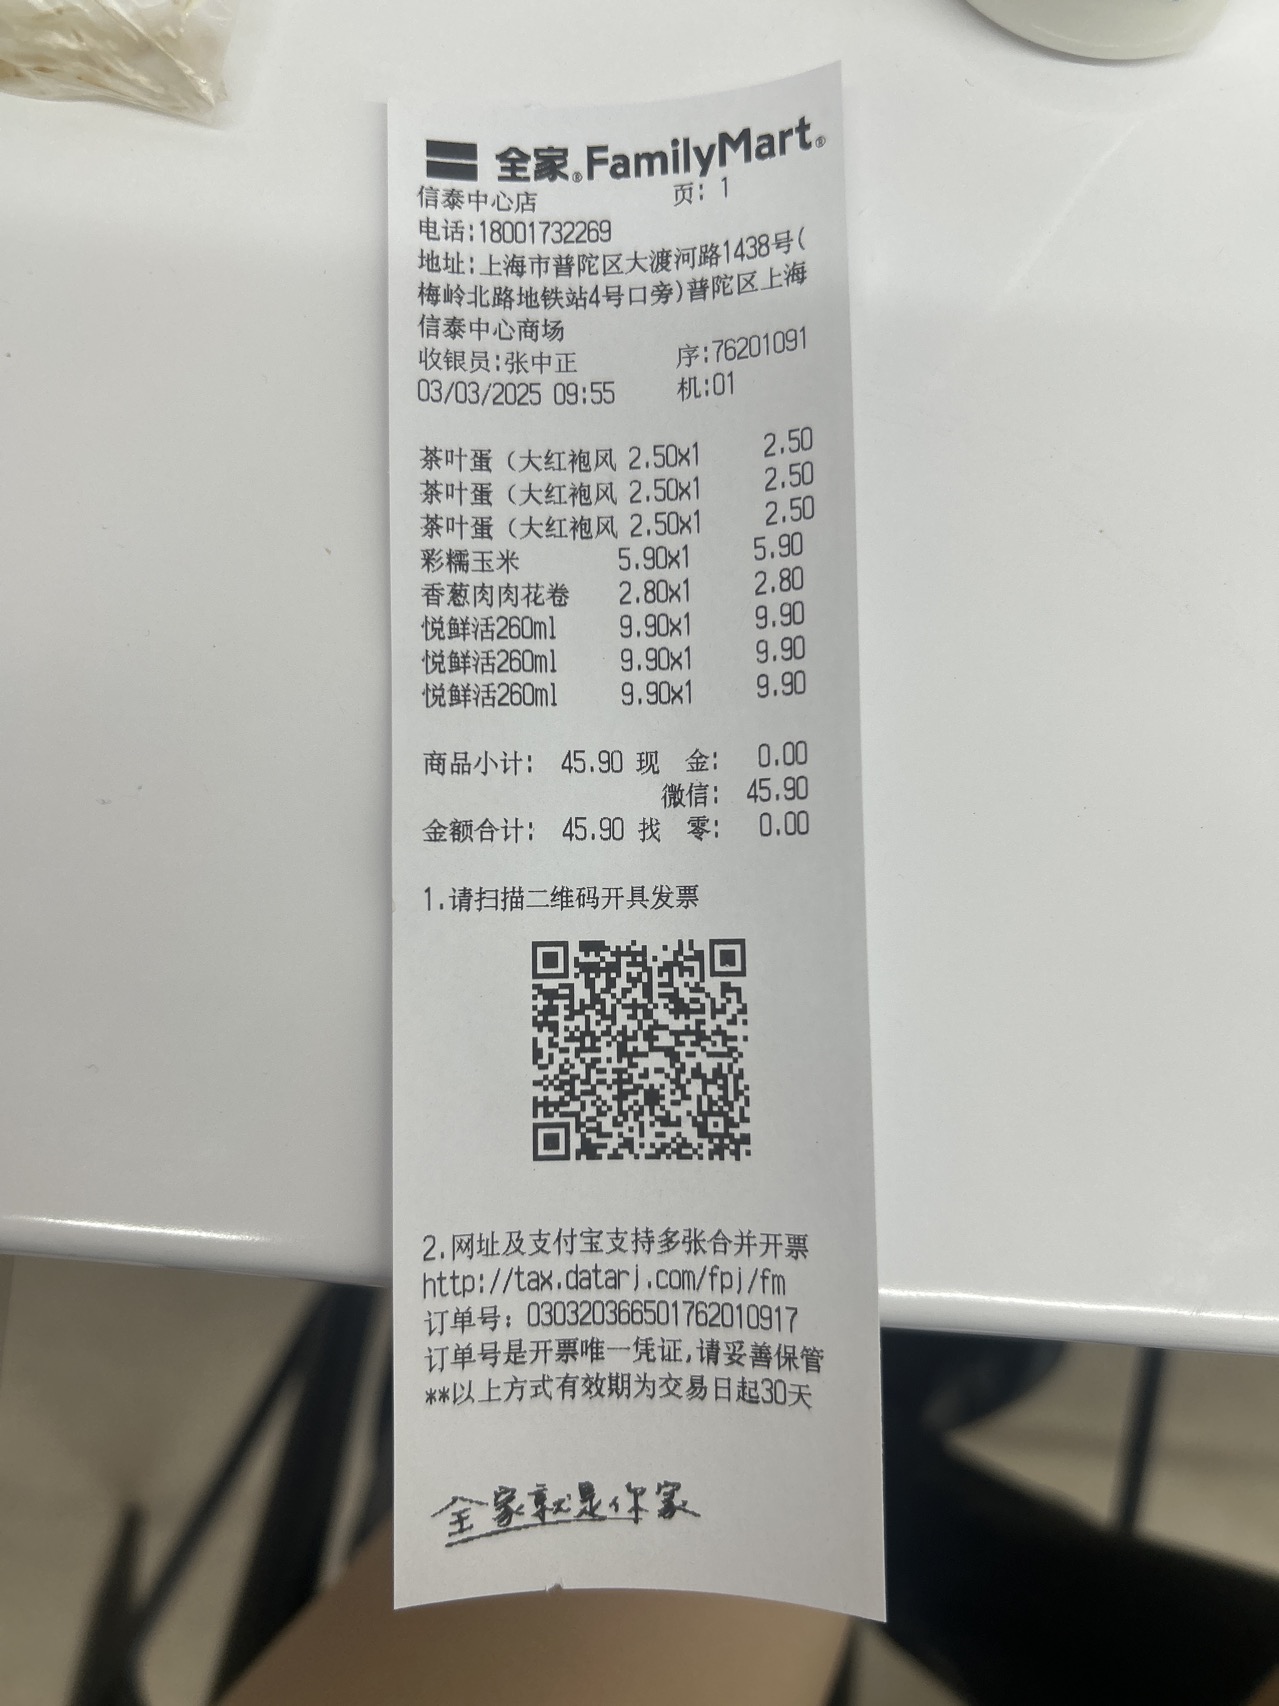 全家®FamilyMart®
信泰中心店 页: 1
电话:18001732269
地址:上海市普陀区大渡河路1438号(
梅岭北路地铁站4号口旁)普陀区上海
信泰中心商场
收银员:张中正 序:76201091
03/03/2025 09:55 机:01
茶叶蛋（大红袍风 2.50x1 2.50
茶叶蛋（大红袍风 2.50x1 2.50
茶叶蛋（大红袍风 2.50x1 2.50
彩糯玉米 5.90x1 5.90
香葱肉肉花卷 2.80x1 2.80
悦鲜活260ml 9.90x1 9.90
悦鲜活260ml 9.90x1 9.90
悦鲜活260ml 9.90x1 9.90
商品小计: 45.90 现 金: 0.00
微信: 45.90
金额合计: 45.90 找 零: 0.00
1.请扫描二维码开具发票
2.网址及支付宝支持多张合并开票
http://tax.datarj.com/fpj/fm
订单号: 0303203665017620109​17
订单号是开票唯一凭证,请妥善保管
**以上方式有效期为交易日起30天
全家就是你家